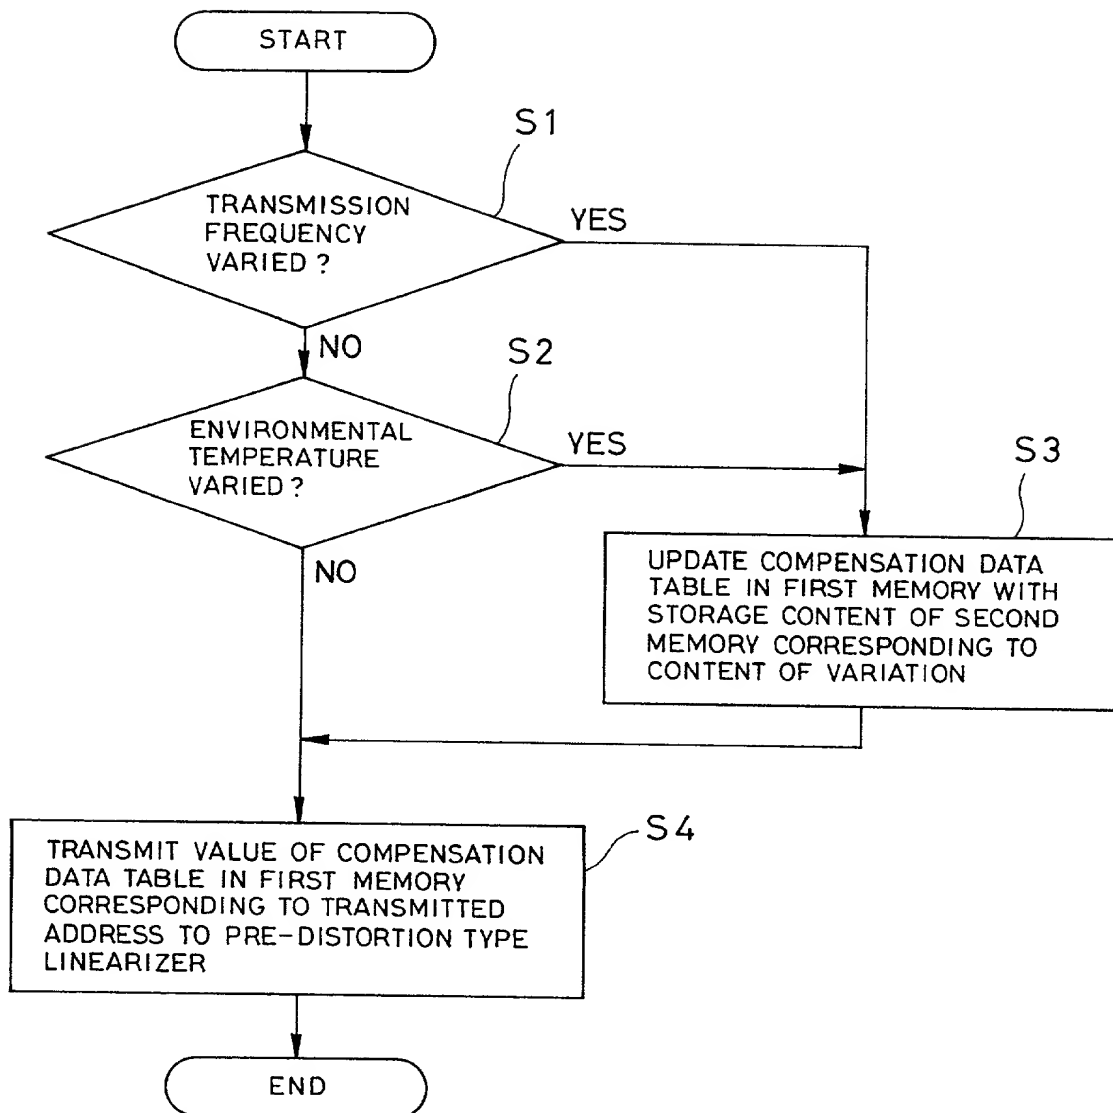 START
S1
TRANSMISSION
FREQUENCY
VARIED?
YES
NO
S2
ENVIRONMENTAL
TEMPERATURE
VARIED?
YES
NO
S3
UPDATE COMPENSATION DATA
TABLE IN FIRST MEMORY WITH
STORAGE CONTENT OF SECOND
MEMORY CORRESPONDING TO
CONTENT OF VARIATION
S4
TRANSMIT VALUE OF COMPENSATION
DATA TABLE IN FIRST MEMORY
CORRESPONDING TO TRANSMITTED
ADDRESS TO PRE-DISTORTION TYPE
LINEARIZER
END